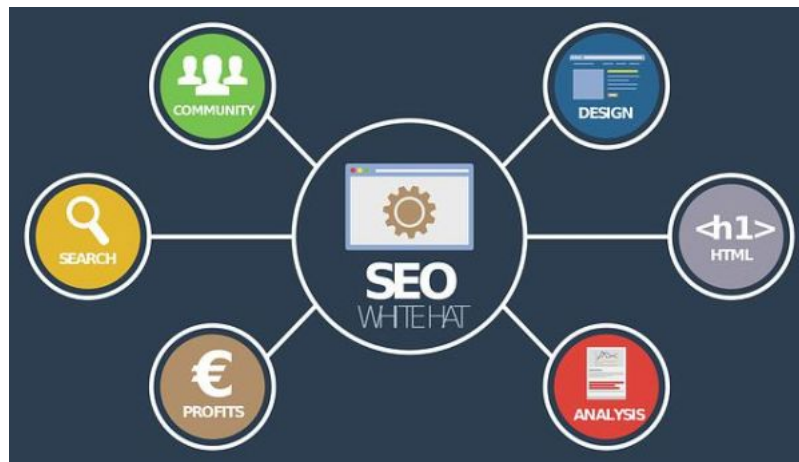 COMMUNITY
DESIGN
SEARCH
SEO
WHITE HAT
<h1>
HTML
€
PROFITS
ANALYSIS